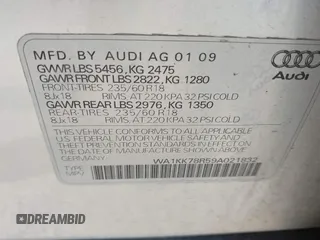 MFD. BY AUDI AG 01 09
GVWR LBS 5456, KG 2475
GAWR FRONT LBS 2822, KG 1280
FRONT-TIRES 235/60 R18
8Jx18 RIMS AT 220 KPA 32 PSI COLD
GAWR REAR LBS 2976, KG 1350
REAR-TIRES 235/60 R18
8Jx18 RIMS. AT 220 KPA 32 PSI COLD
THIS VEHICLE CONFORMS TO ALL APPLICABLE
U.S. FEDERAL MOTOR VEHICLE SAFETY AND
THEFT PREVENTION STANDARDS IN EFFECT ON
THE DATE OF MANUFACTURE SHOWN ABOVE
GERMANY WA1KK78R59A021832
TYPE: MPV
Audi
DREAMBID